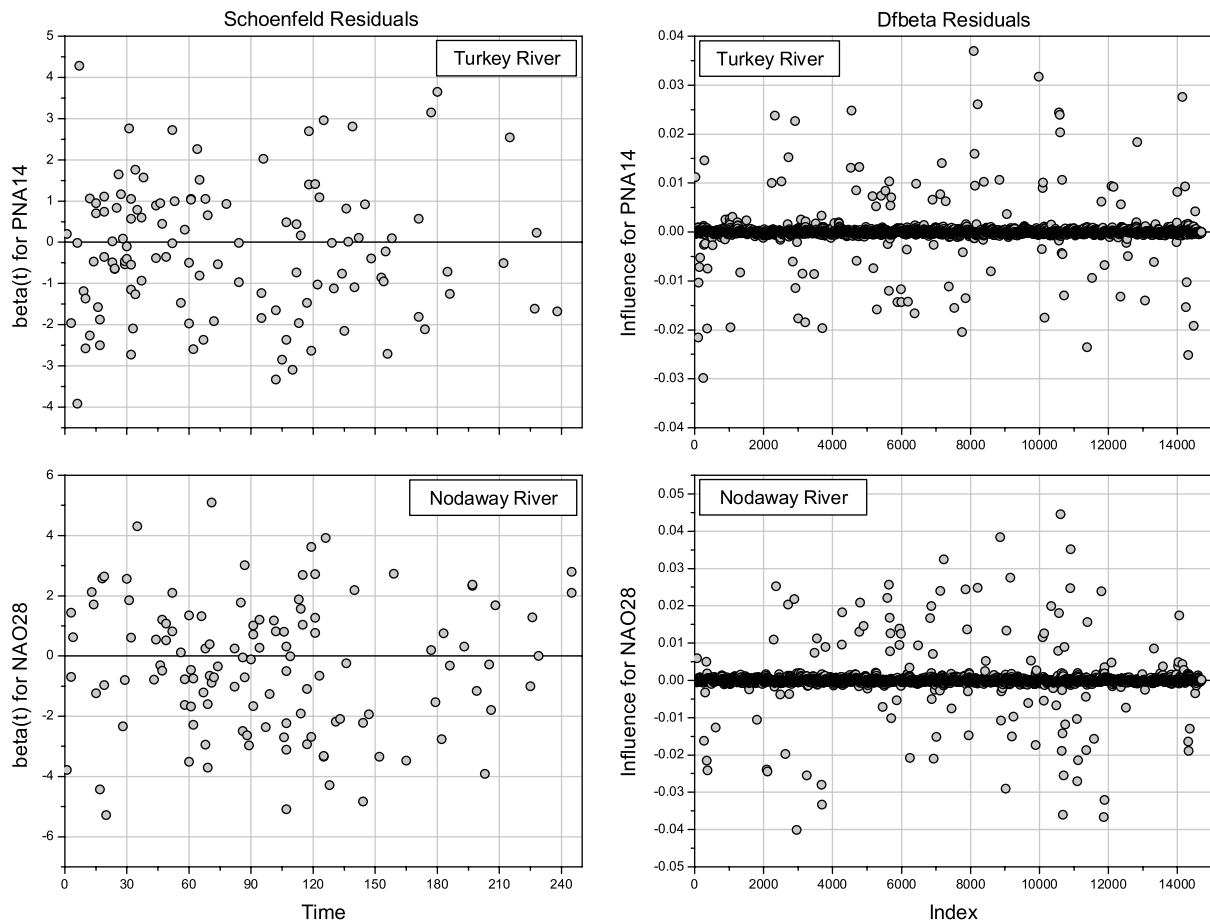 Schoenfeld Residuals
Turkey River
beta(t) for PNA14
5
4
3
2
1
0
-1
-2
-3
-4
Dfbeta Residuals
Turkey River
Influence for PNA14
0.04
0.03
0.02
0.01
0.00
-0.01
-0.02
-0.03
-0.04
0 2000 4000 6000 8000 10000 12000 14000
Nodaway River
beta(t) for NAO28
6
4
2
0
-2
-4
-6
0 30 60 90 120 150 180 210 240
Time
Nodaway River
Influence for NAO28
0.05
0.04
0.03
0.02
0.01
0.00
-0.01
-0.02
-0.03
-0.04
-0.05
0 2000 4000 6000 8000 10000 12000 14000
Index